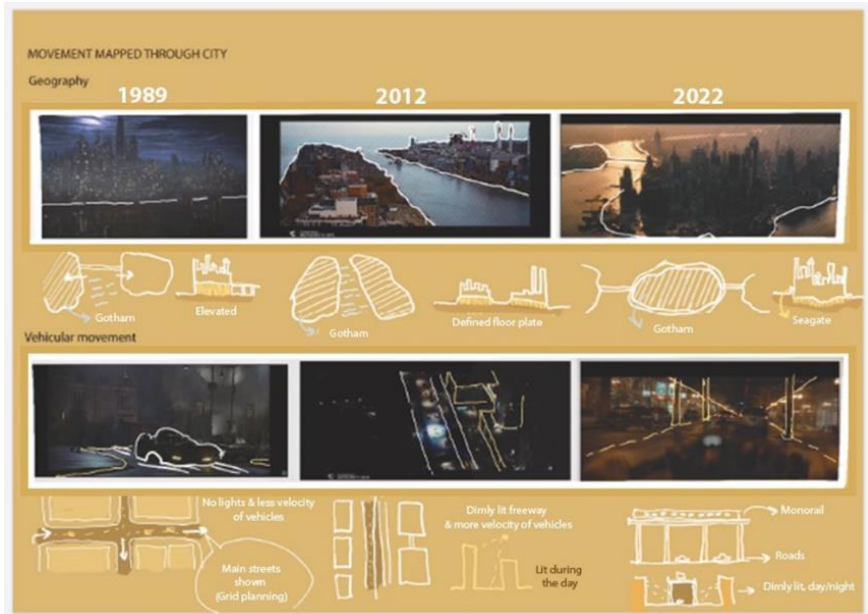 MOVEMENT MAPPED THROUGH CITY
Geography
1989
2012
2022
Gotham
Elevated
Gotham
Defined floor plate
Gotham
Seagate
Vehicular movement
No lights & less velocity
of vehicles
Main streets
shown
(Grid planning)
Dimly lit freeway
& more velocity of vehicles
Lit during
the day
Monorail
Roads
Dimly lit, day/night